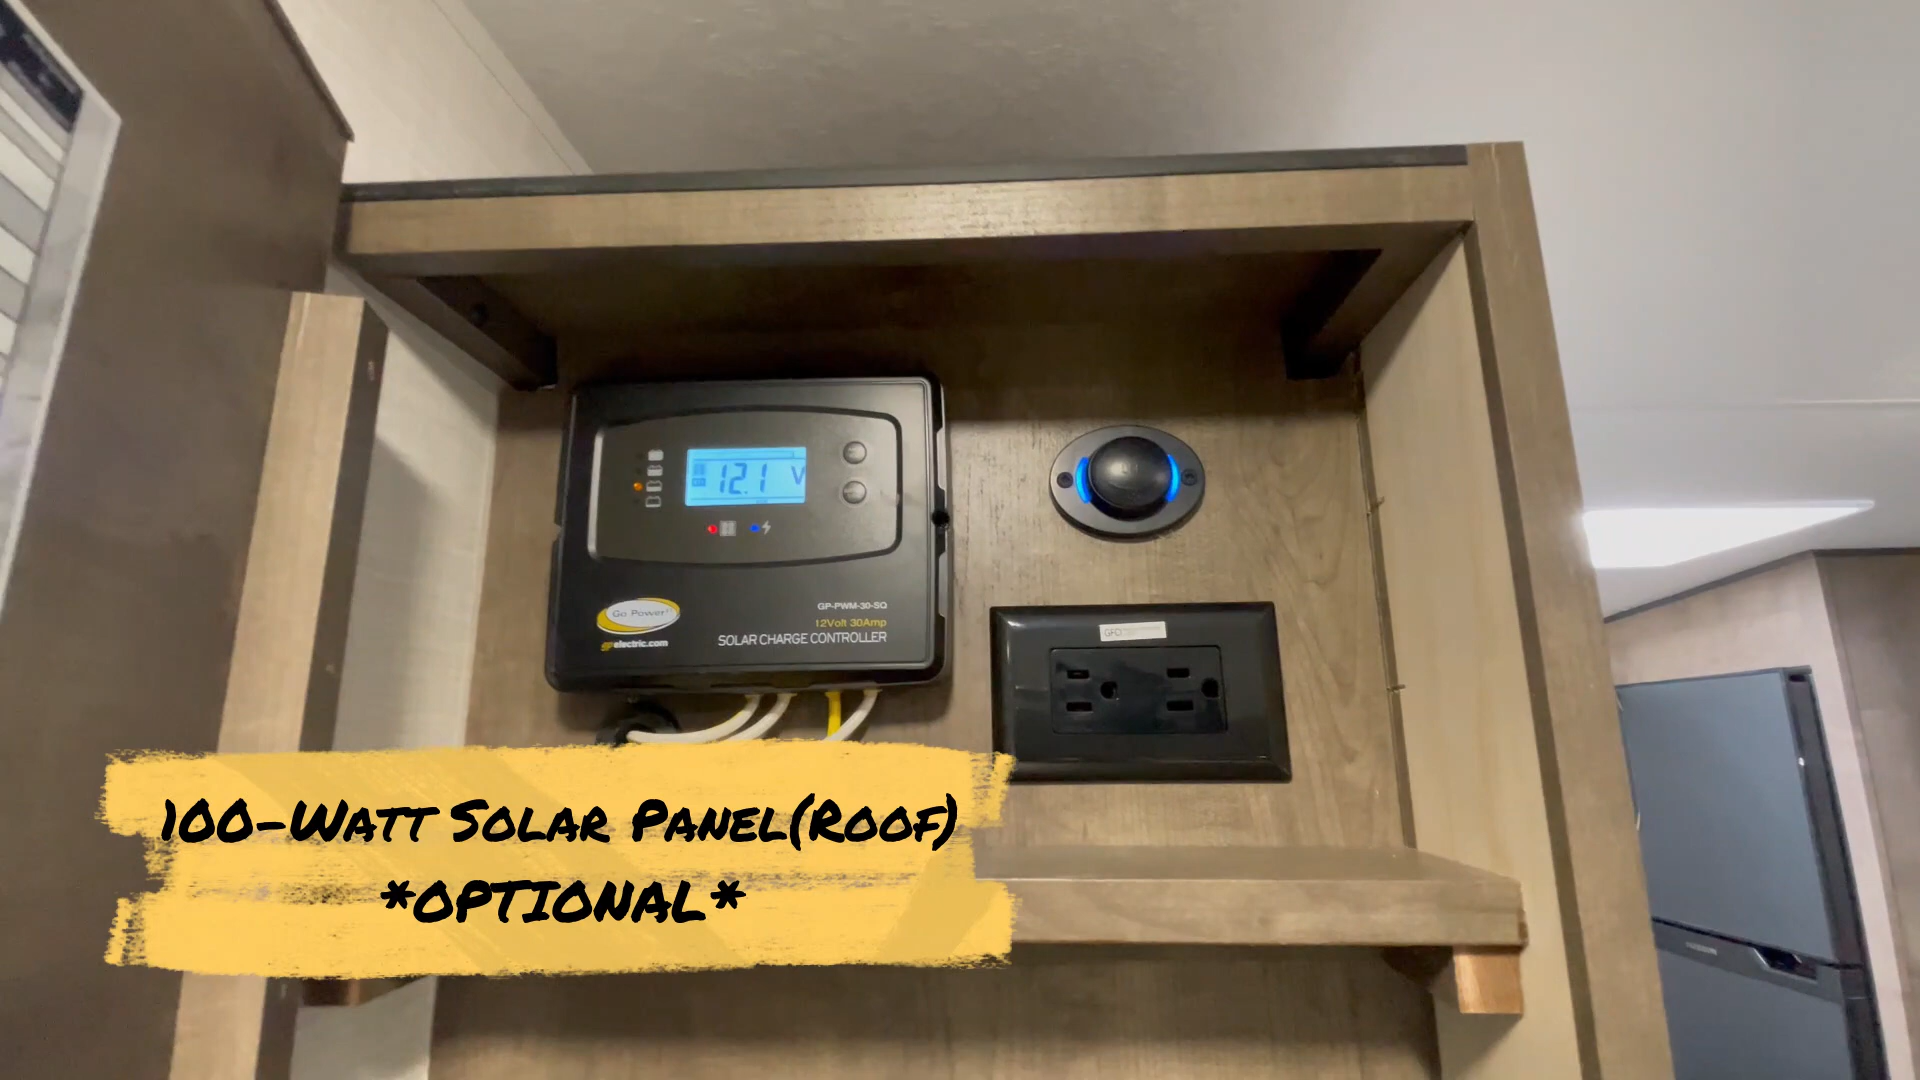 12.1 V
Go Power!
gpelectric.com
GP-PWM-30-SQ
12Volt 30Amp
SOLAR CHARGE CONTROLLER
GFCI
100-WATT SOLAR PANEL(ROOF)
*OPTIONAL*